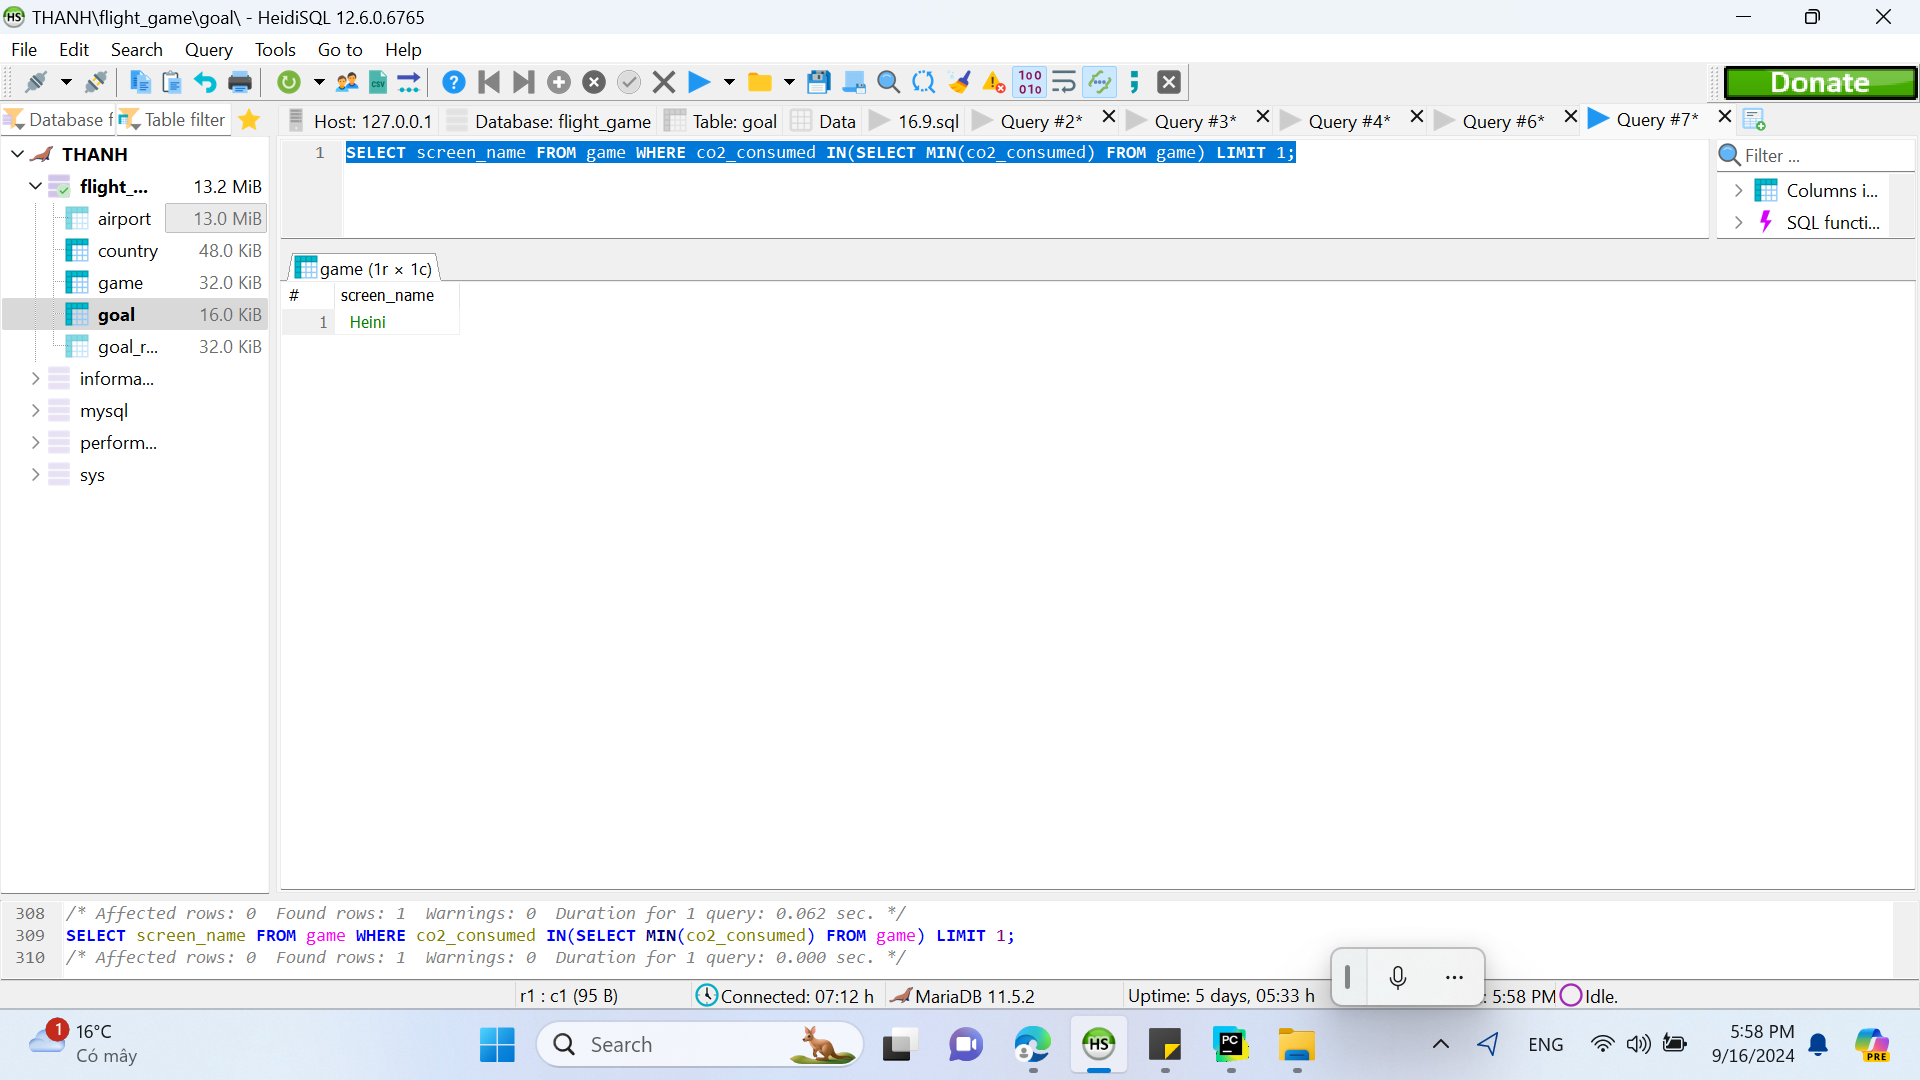 THANH\flight_game\goal\ - HeidiSQL 12.6.0.6765
File Edit Search Query Tools Go to Help
Donate
Database f Table filter
Host: 127.0.0.1 Database: flight_game Table: goal Data 16.9.sql Query #2* Query #3* Query #4* Query #6* Query #7*
THANH
flight_... 13.2 MiB
airport 13.0 MiB
country 48.0 KiB
game 32.0 KiB
goal 16.0 KiB
goal_r... 32.0 KiB
informa...
mysql
perform...
sys
1 SELECT screen_name FROM game WHERE co2_consumed IN(SELECT MIN(co2_consumed) FROM game) LIMIT 1;
Filter ...
Columns i...
SQL functi...
game (1r × 1c)
# screen_name
1 Heini
308 /* Affected rows: 0 Found rows: 1 Warnings: 0 Duration for 1 query: 0.062 sec. */
309 SELECT screen_name FROM game WHERE co2_consumed IN(SELECT MIN(co2_consumed) FROM game) LIMIT 1;
310 /* Affected rows: 0 Found rows: 1 Warnings: 0 Duration for 1 query: 0.000 sec. */
r1 : c1 (95 B) Connected: 07:12 h MariaDB 11.5.2 Uptime: 5 days, 05:33 h : 5:58 PM Idle.
1 16°C
Có mây
Search
HS
PC
ENG
5:58 PM
9/16/2024
PRE